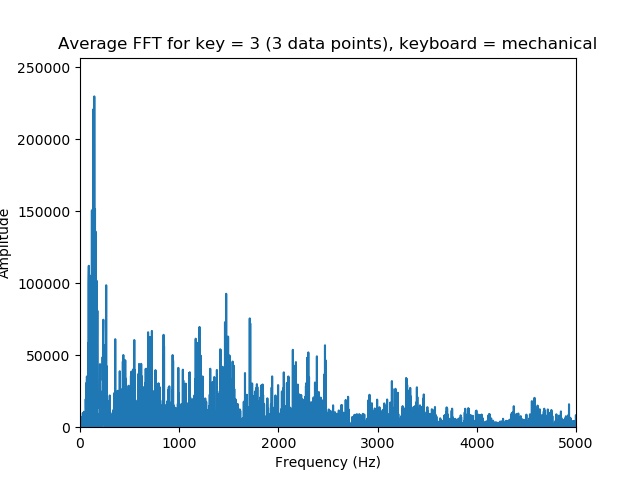 Average FFT for key = 3 (3 data points), keyboard = mechanical
250000
200000
150000
100000
50000
0
Amplitude
0 1000 2000 3000 4000 5000
Frequency (Hz)